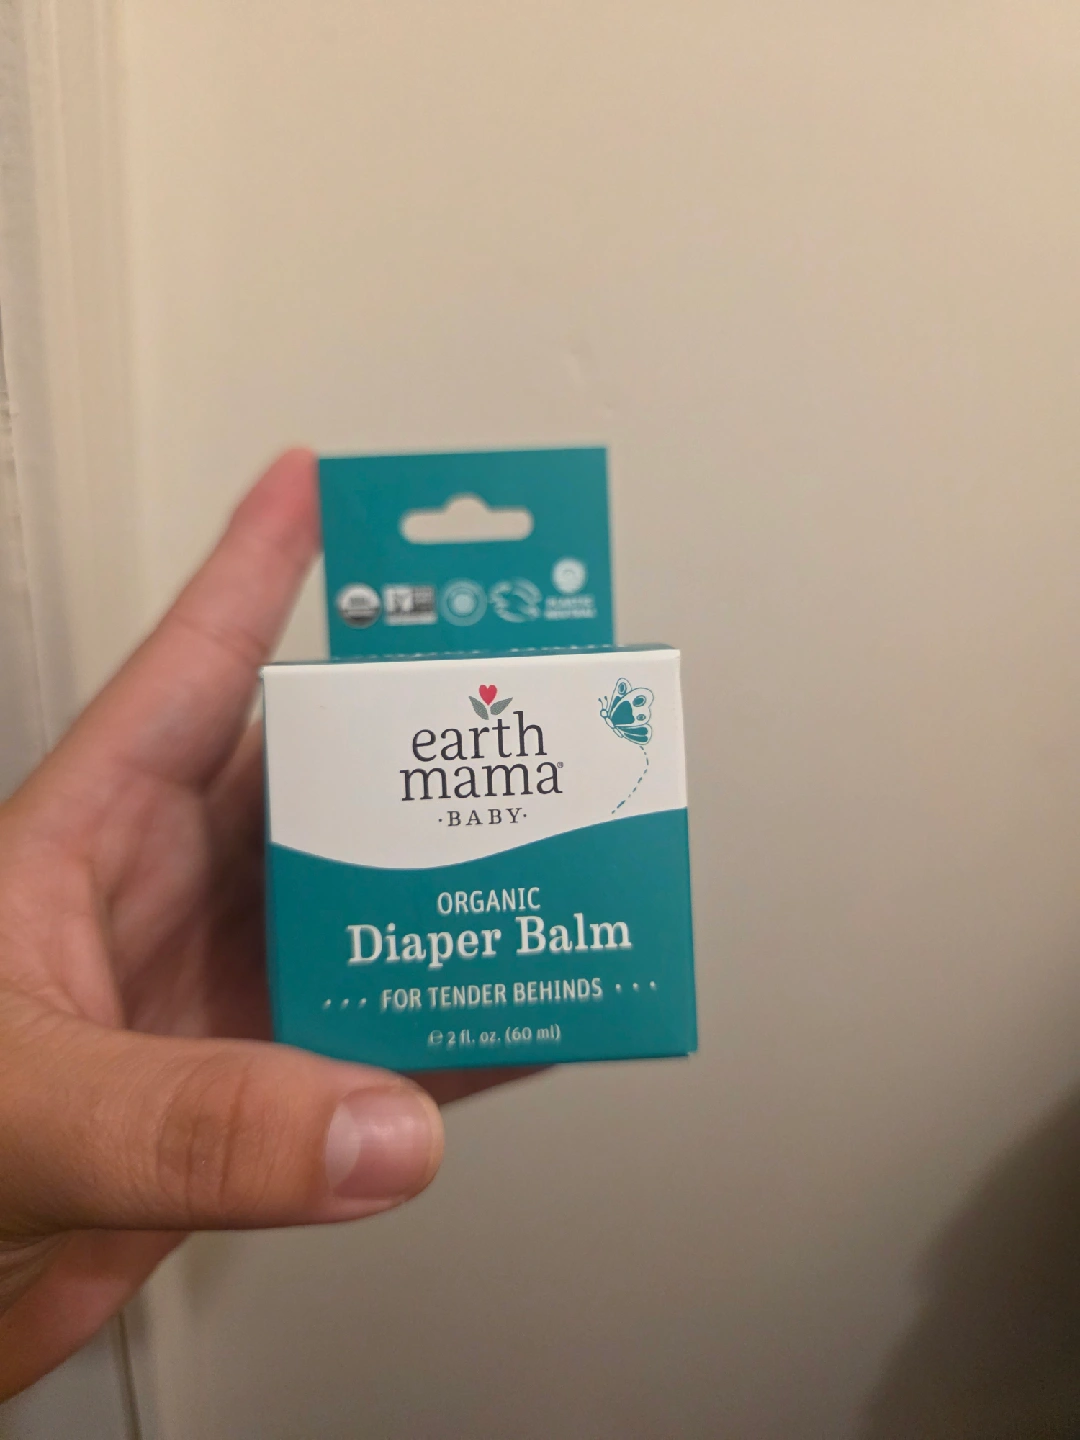 earth
mama®
·BABY·
ORGANIC
Diaper Balm
··· FOR TENDER BEHINDS ···
℮ 2 fl. oz. (60 ml)